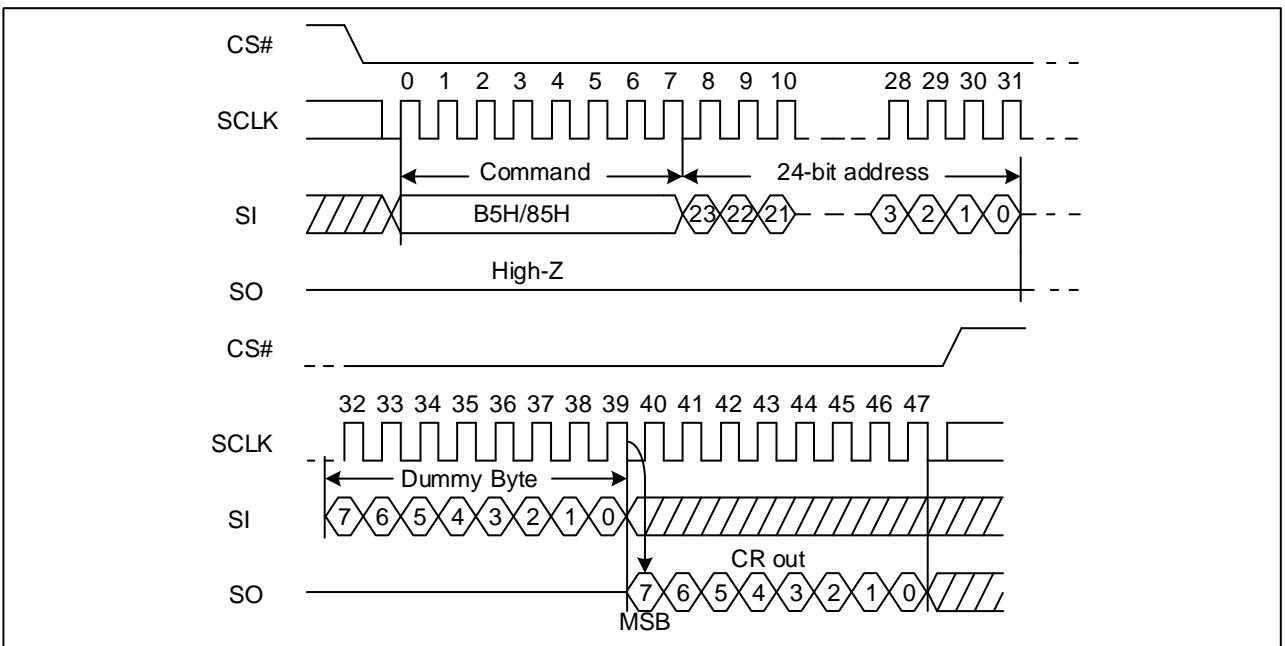 CS#
0 1 2 3 4 5 6 7 8 9 10 28 29 30 31
SCLK
Command 24-bit address
SI B5H/85H 23 22 21 3 2 1 0
High-Z
SO
CS#
32 33 34 35 36 37 38 39 40 41 42 43 44 45 46 47
SCLK
Dummy Byte
SI 7 6 5 4 3 2 1 0
CR out
SO 7 6 5 4 3 2 1 0
MSB